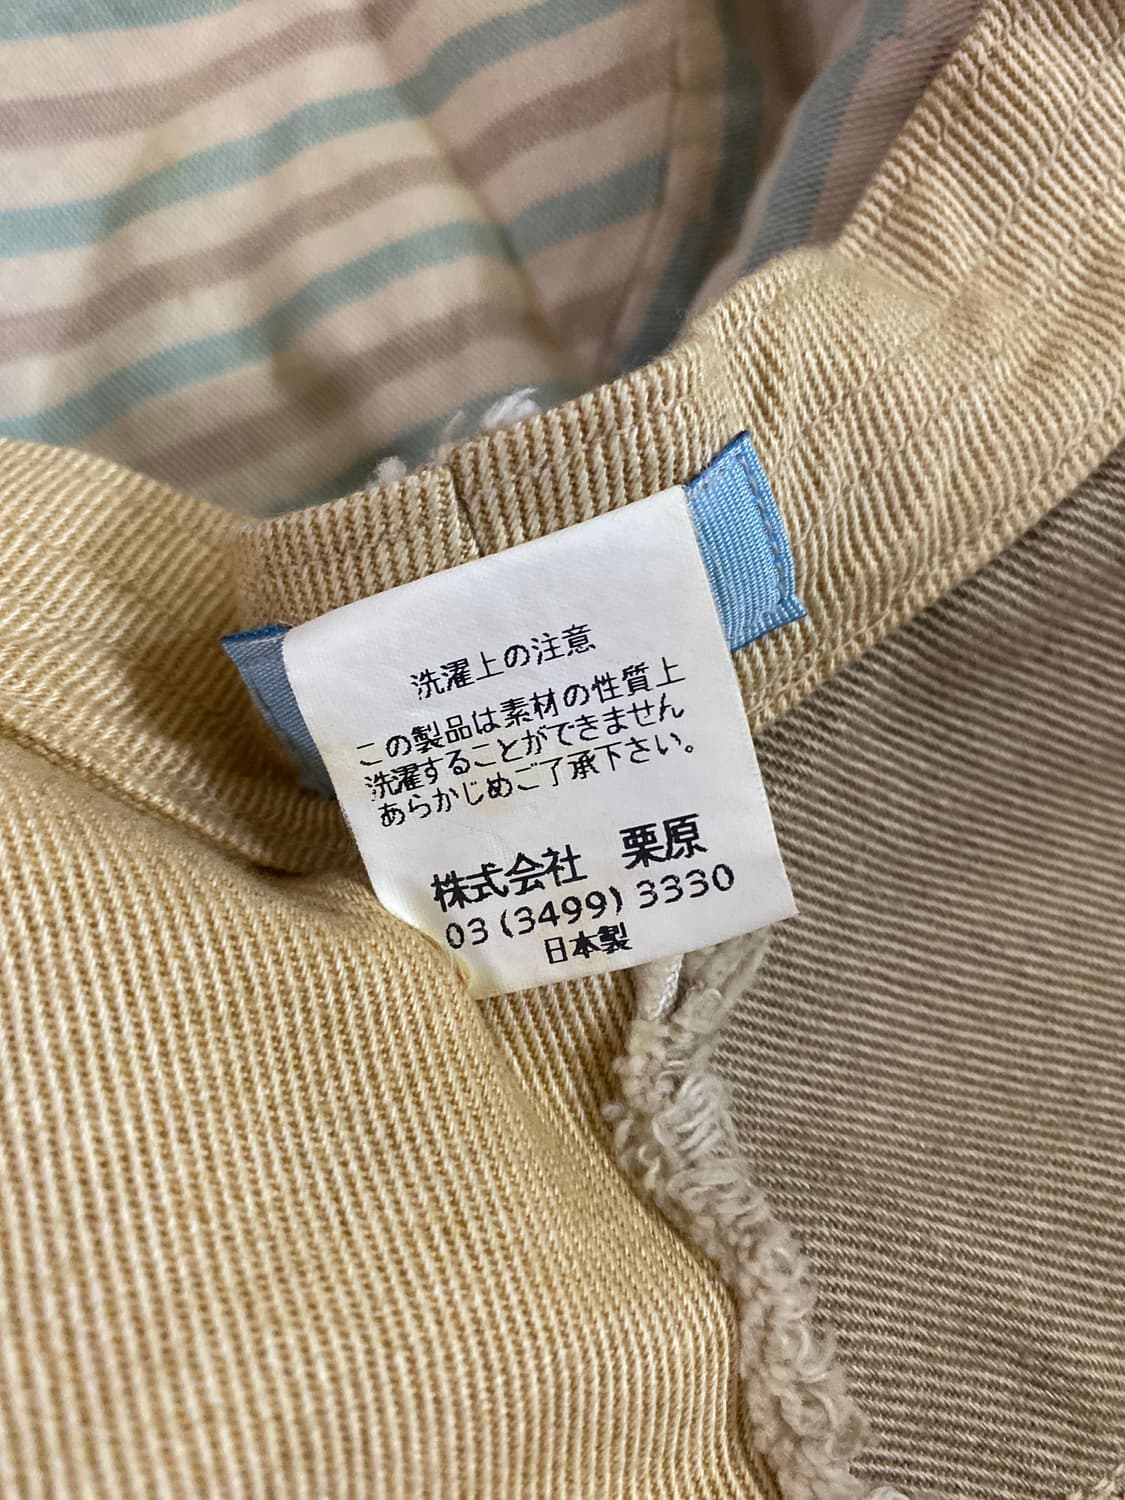 洗濯上の注意
この製品は素材の性質上
洗濯することができません
あらかじめご了承下さい。
株式会社　栗原
03 (3499) 3330
日本製